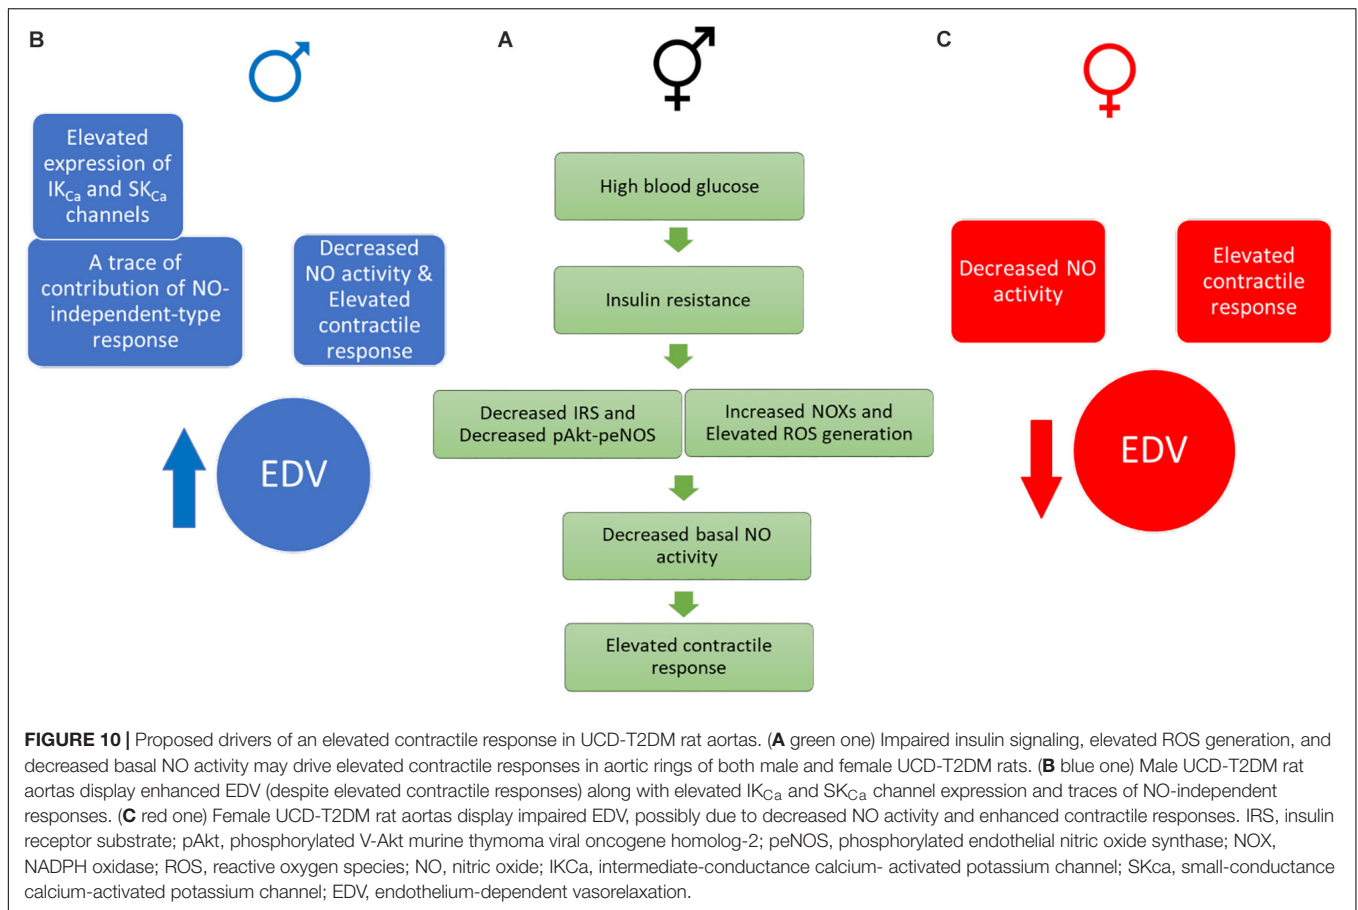 B
A
C
Elevated
expression of
IKCa and SKCa
channels
A trace of
contribution of NO-
independent-type
response
Decreased
NO activity &
Elevated
contractile
response
EDV
High blood glucose
Insulin resistance
Decreased IRS and
Decreased pAkt-peNOS
Increased NOXs and
Elevated ROS generation
Decreased basal NO
activity
Elevated contractile
response
Decreased NO
activity
Elevated
contractile
response
EDV
FIGURE 10 | Proposed drivers of an elevated contractile response in UCD-T2DM rat aortas. (A green one) Impaired insulin signaling, elevated ROS generation, and
decreased basal NO activity may drive elevated contractile responses in aortic rings of both male and female UCD-T2DM rats. (B blue one) Male UCD-T2DM rat
aortas display enhanced EDV (despite elevated contractile responses) along with elevated IKCa and SKCa channel expression and traces of NO-independent
responses. (C red one) Female UCD-T2DM rat aortas display impaired EDV, possibly due to decreased NO activity and enhanced contractile responses. IRS, insulin
receptor substrate; pAkt, phosphorylated V-Akt murine thymoma viral oncogene homolog-2; peNOS, phosphorylated endothelial nitric oxide synthase; NOX,
NADPH oxidase; ROS, reactive oxygen species; NO, nitric oxide; IKCa, intermediate-conductance calcium- activated potassium channel; SKca, small-conductance
calcium-activated potassium channel; EDV, endothelium-dependent vasorelaxation.